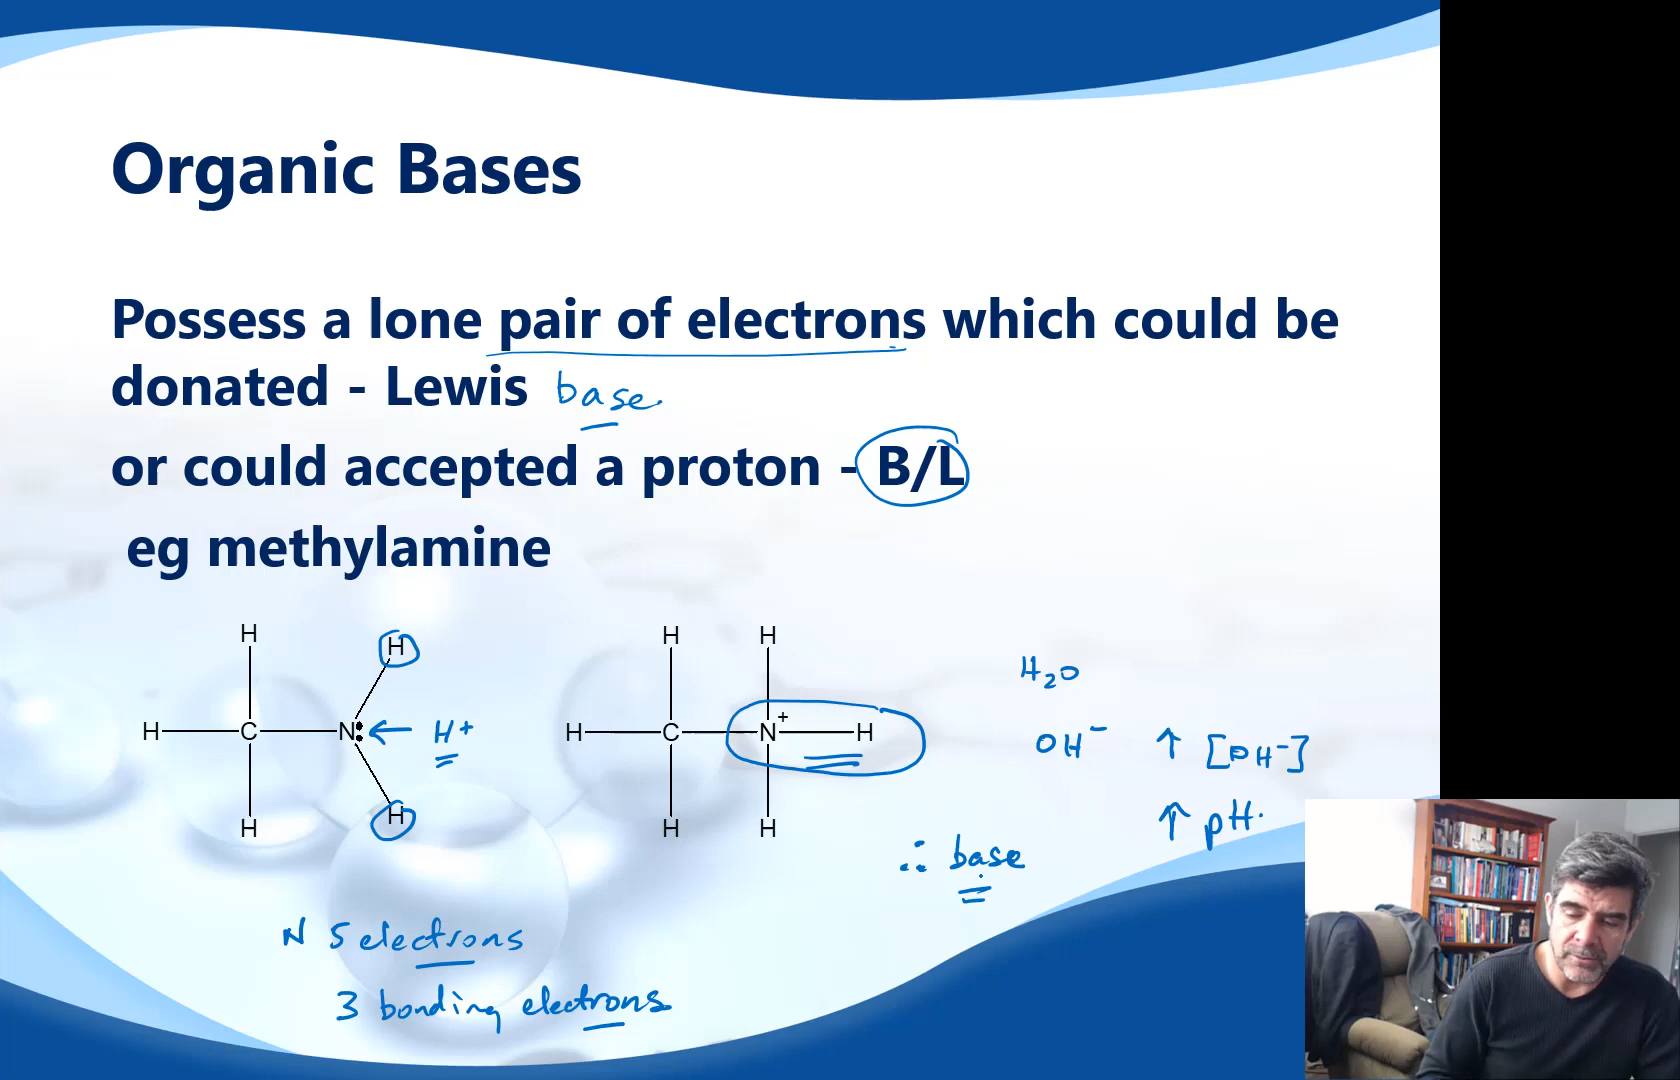 Organic Bases
Possess a lone pair of electrons which could be
donated - Lewis base
or could accepted a proton - B/L
eg methylamine
H H
H C N: ← H+
H H
H H
H C N+ H
H H
H2O
OH- ↑ [OH-]
↑ pH.
∴ base
N 5 electrons
3 bonding electrons